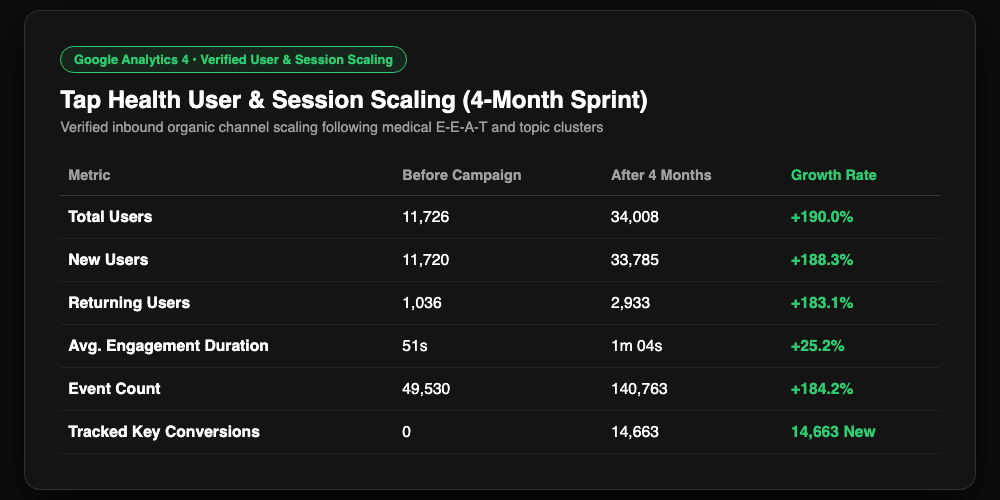 Google Analytics 4 · Verified User & Session Scaling
Tap Health User & Session Scaling (4-Month Sprint)
Verified inbound organic channel scaling following medical E-E-A-T and topic clusters
Metric Before Campaign After 4 Months Growth Rate
Total Users 11,726 34,008 +190.0%
New Users 11,720 33,785 +188.3%
Returning Users 1,036 2,933 +183.1%
Avg. Engagement Duration 51s 1m 04s +25.2%
Event Count 49,530 140,763 +184.2%
Tracked Key Conversions 0 14,663 14,663 New